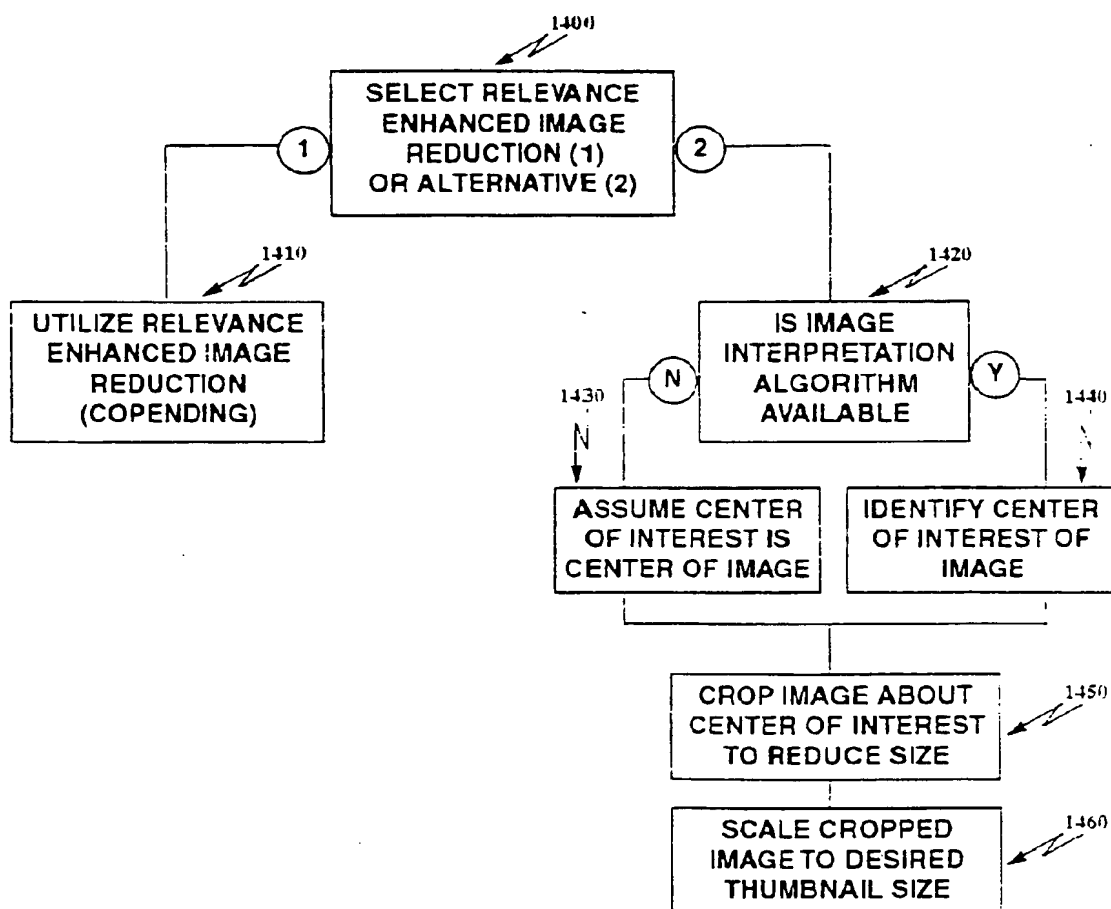 1400
SELECT RELEVANCE
ENHANCED IMAGE
REDUCTION (1)
OR ALTERNATIVE (2)
1
2
1410
UTILIZE RELEVANCE
ENHANCED IMAGE
REDUCTION
(COPENDING)
1420
IS IMAGE
INTERPRETATION
ALGORITHM
AVAILABLE
N
Y
1430
ASSUME CENTER
OF INTEREST IS
CENTER OF IMAGE
1440
IDENTIFY CENTER
OF INTEREST OF
IMAGE
CROP IMAGE ABOUT
CENTER OF INTEREST
TO REDUCE SIZE
1450
SCALE CROPPED
IMAGE TO DESIRED
THUMBNAIL SIZE
1460